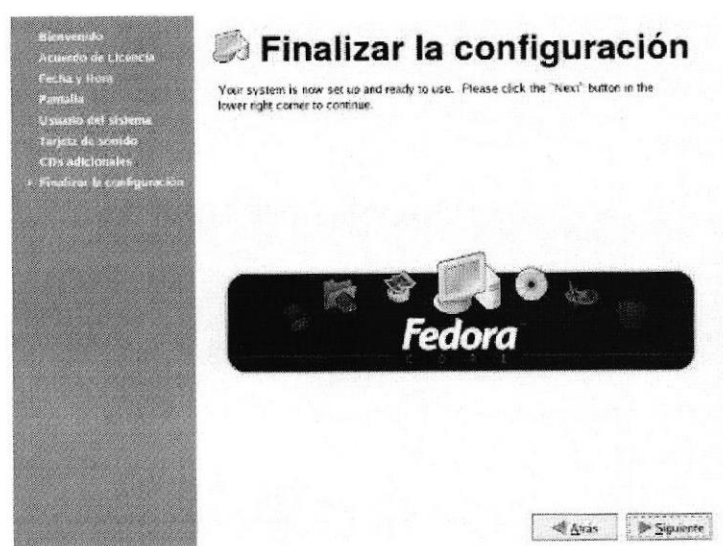 Bienvenido
Acuerdo de Licencia
Fecha y Hora
Pantalla
Usuario del sistema
Tarjeta de sonido
CDs adicionales
Finalizar la configuración
Finalizar la configuración
Your system is now set up and ready to use. Please click the "Next" button in the
lower right corner to continue.
Fedora
CORE
Atrás
Siguiente